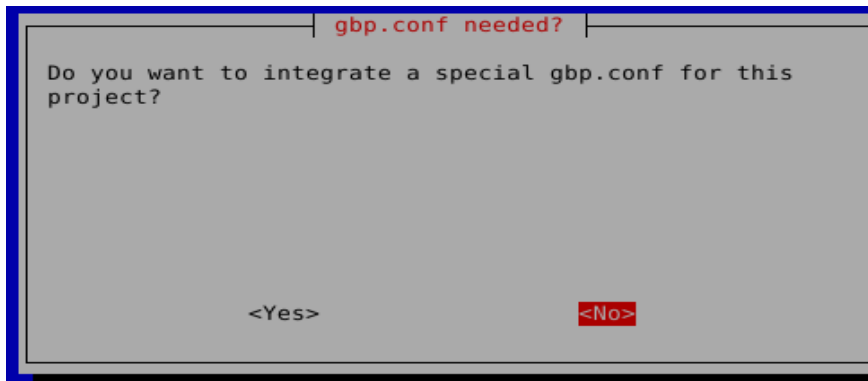 gbp.conf needed?
Do you want to integrate a special gbp.conf for this
project?
<Yes> <No>